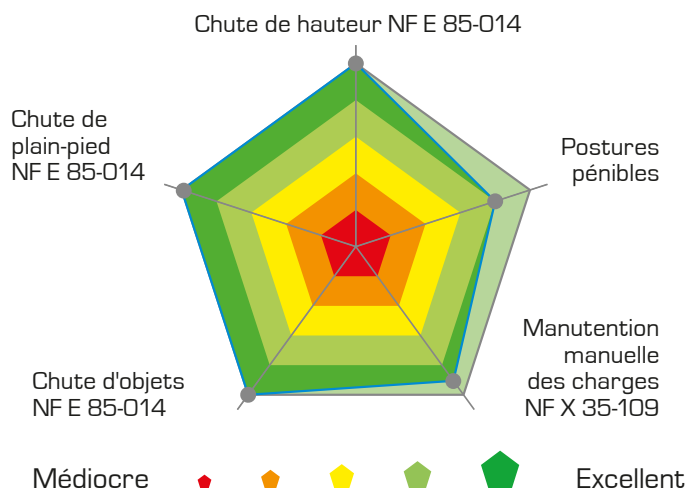 Chute de hauteur NF E 85-014
Chute de
plain-pied
NF E 85-014
Postures
pénibles
Manutention
manuelle
des charges
NF X 35-109
Chute d'objets
NF E 85-014
Médiocre
Excellent